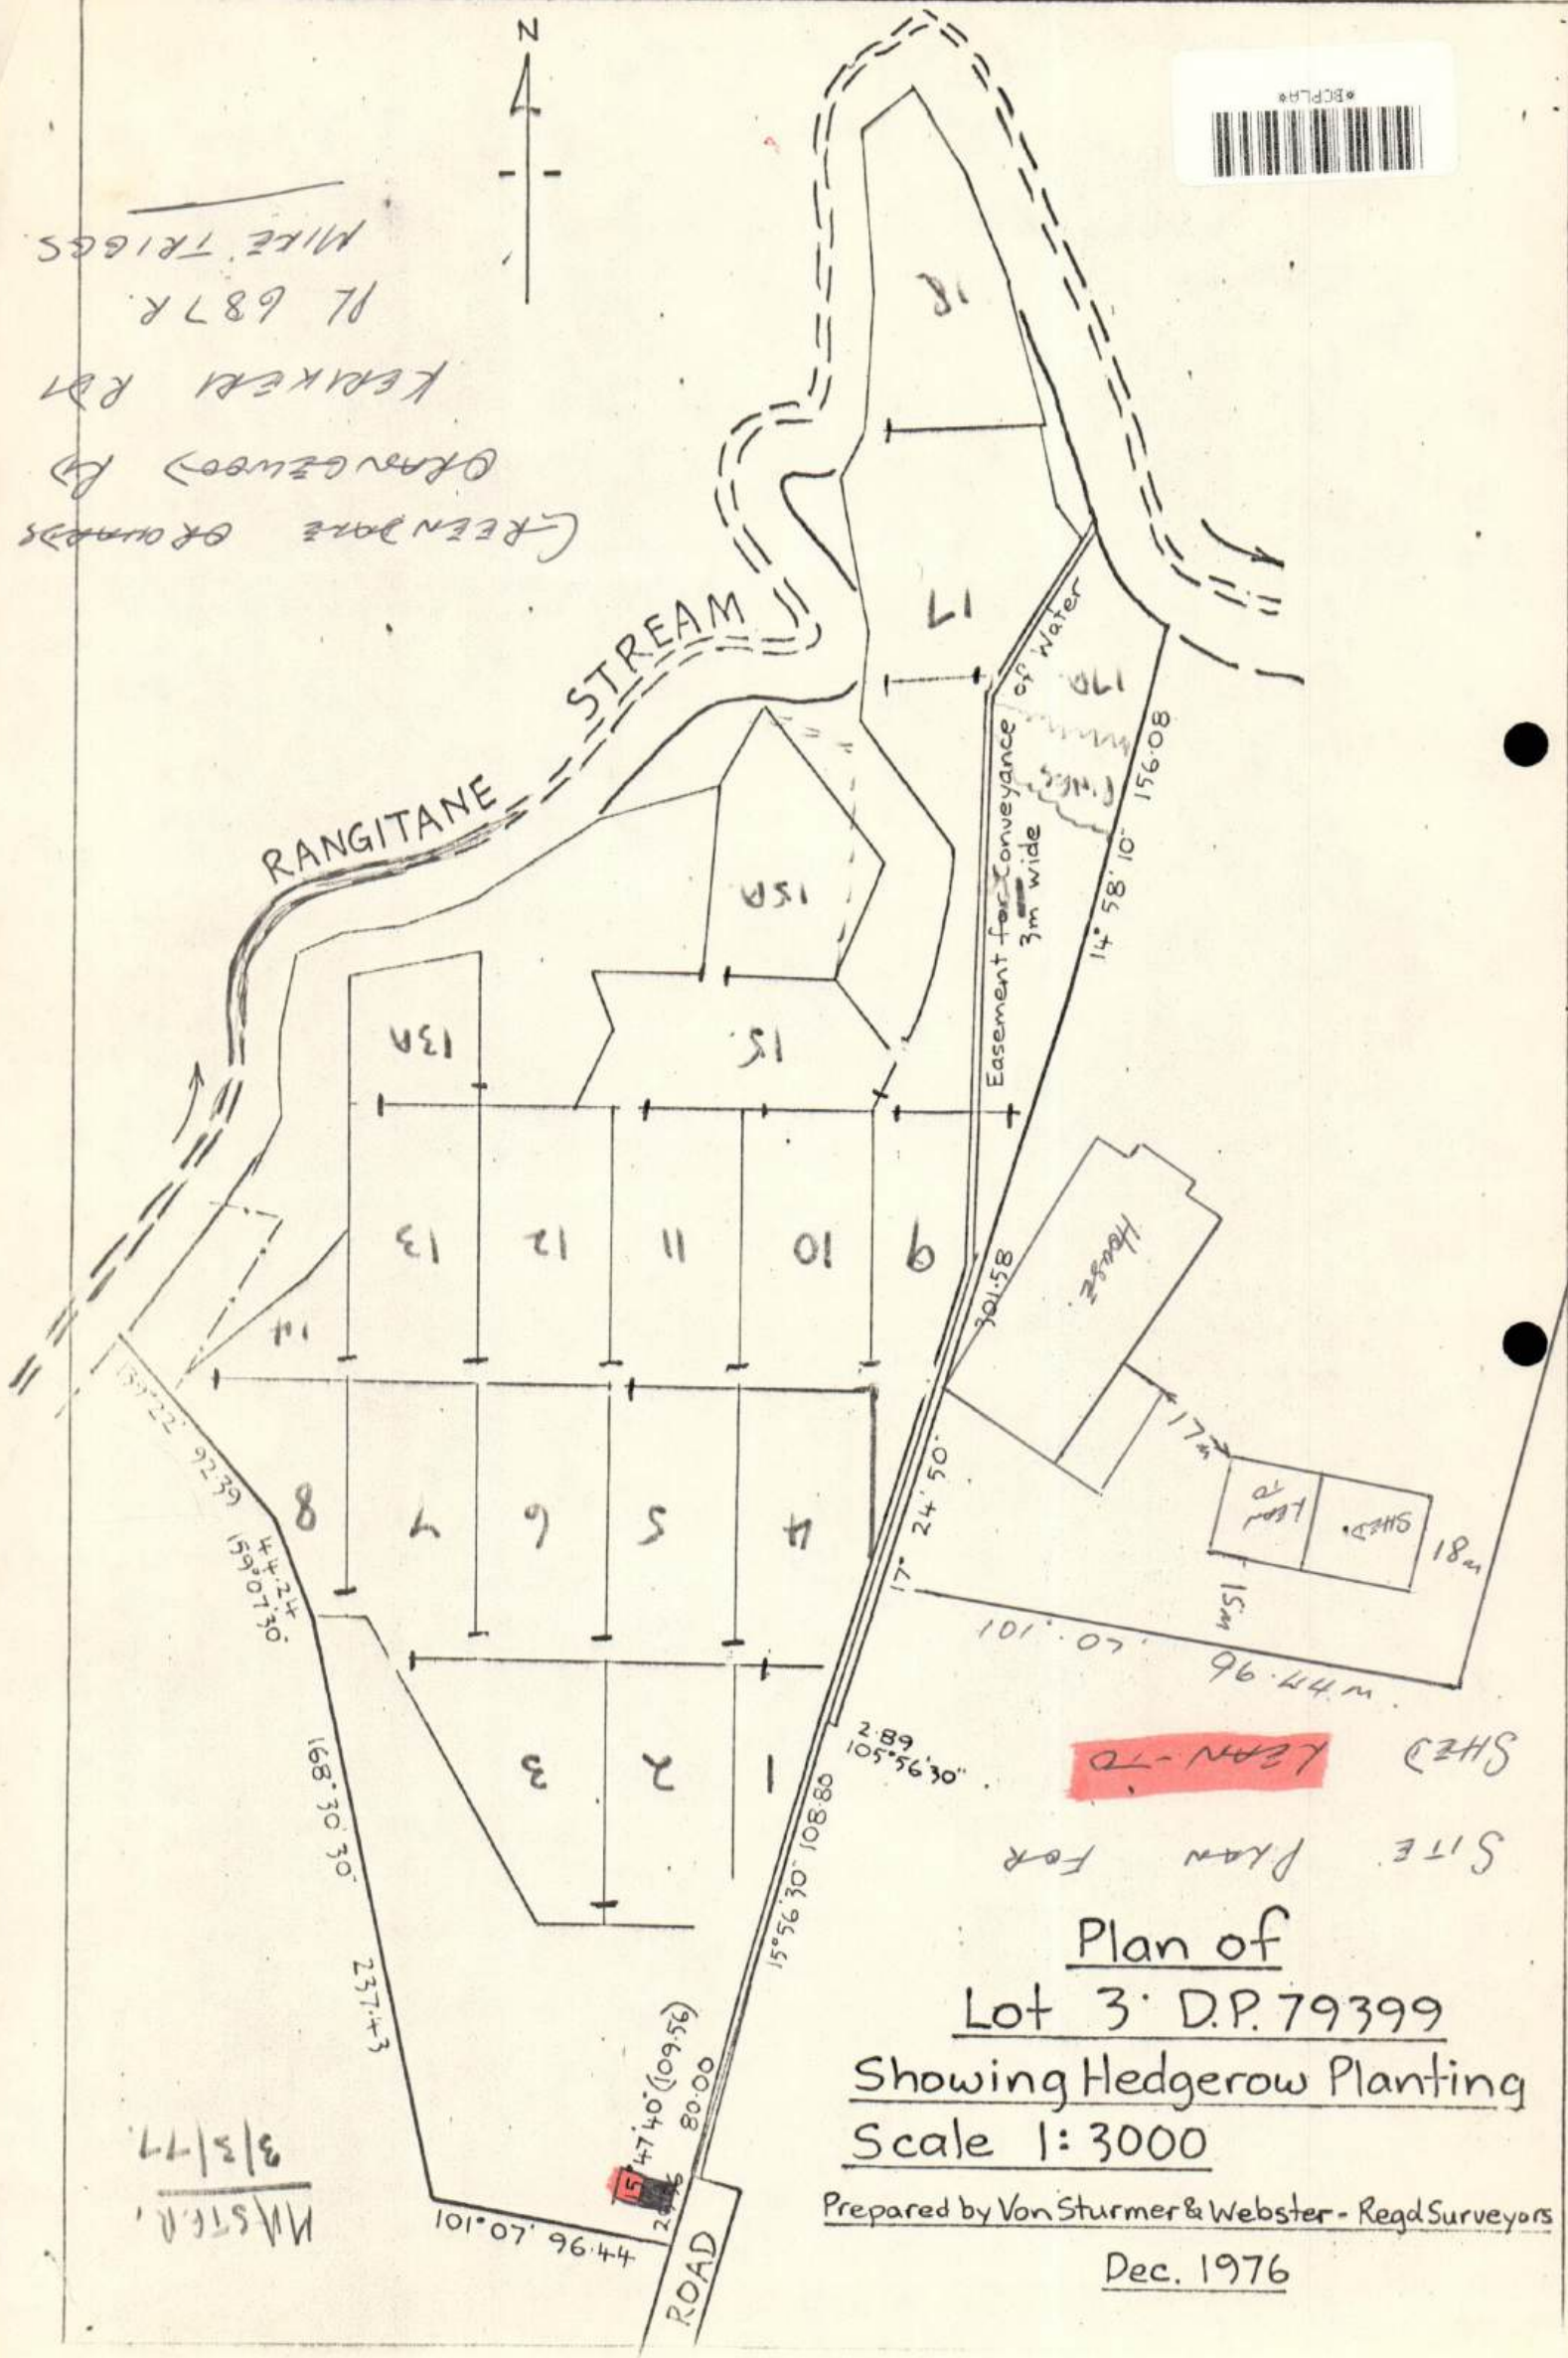 N
*BCPLA*
MIKE TRIGGS
PL 687R.
KERIKERI RD1
ORANGEWOOD RD
GREENDALE ORCHARDS
RANGITANE STREAM
18
17
17A
Easement for Conveyance of Water
3m wide
156.08
14° 58' 10"
15A
15
13A
13
12
11
10
9
14
301.58
House.
17m
LEAN TO
SHED.
18m
15m
139°22' 92.39
44.24
159°07'30"
8
7
6
5
4
17° 24' 50"
101° 07'
96.44 m
3
2
1
2.89
105°56'30"
168° 30' 30"
237.43
15°56'30" 108.80
SITE PLAN FOR
SHED LEAN-TO
Plan of
Lot 3 D.P. 79399
Showing Hedgerow Planting
Scale 1: 3000
Prepared by Von Sturmer & Webster - Regd Surveyors
Dec. 1976
15°47'40" (109.56)
80.00
101°07' 96.44
ROAD
MASTER.
3/3/77.